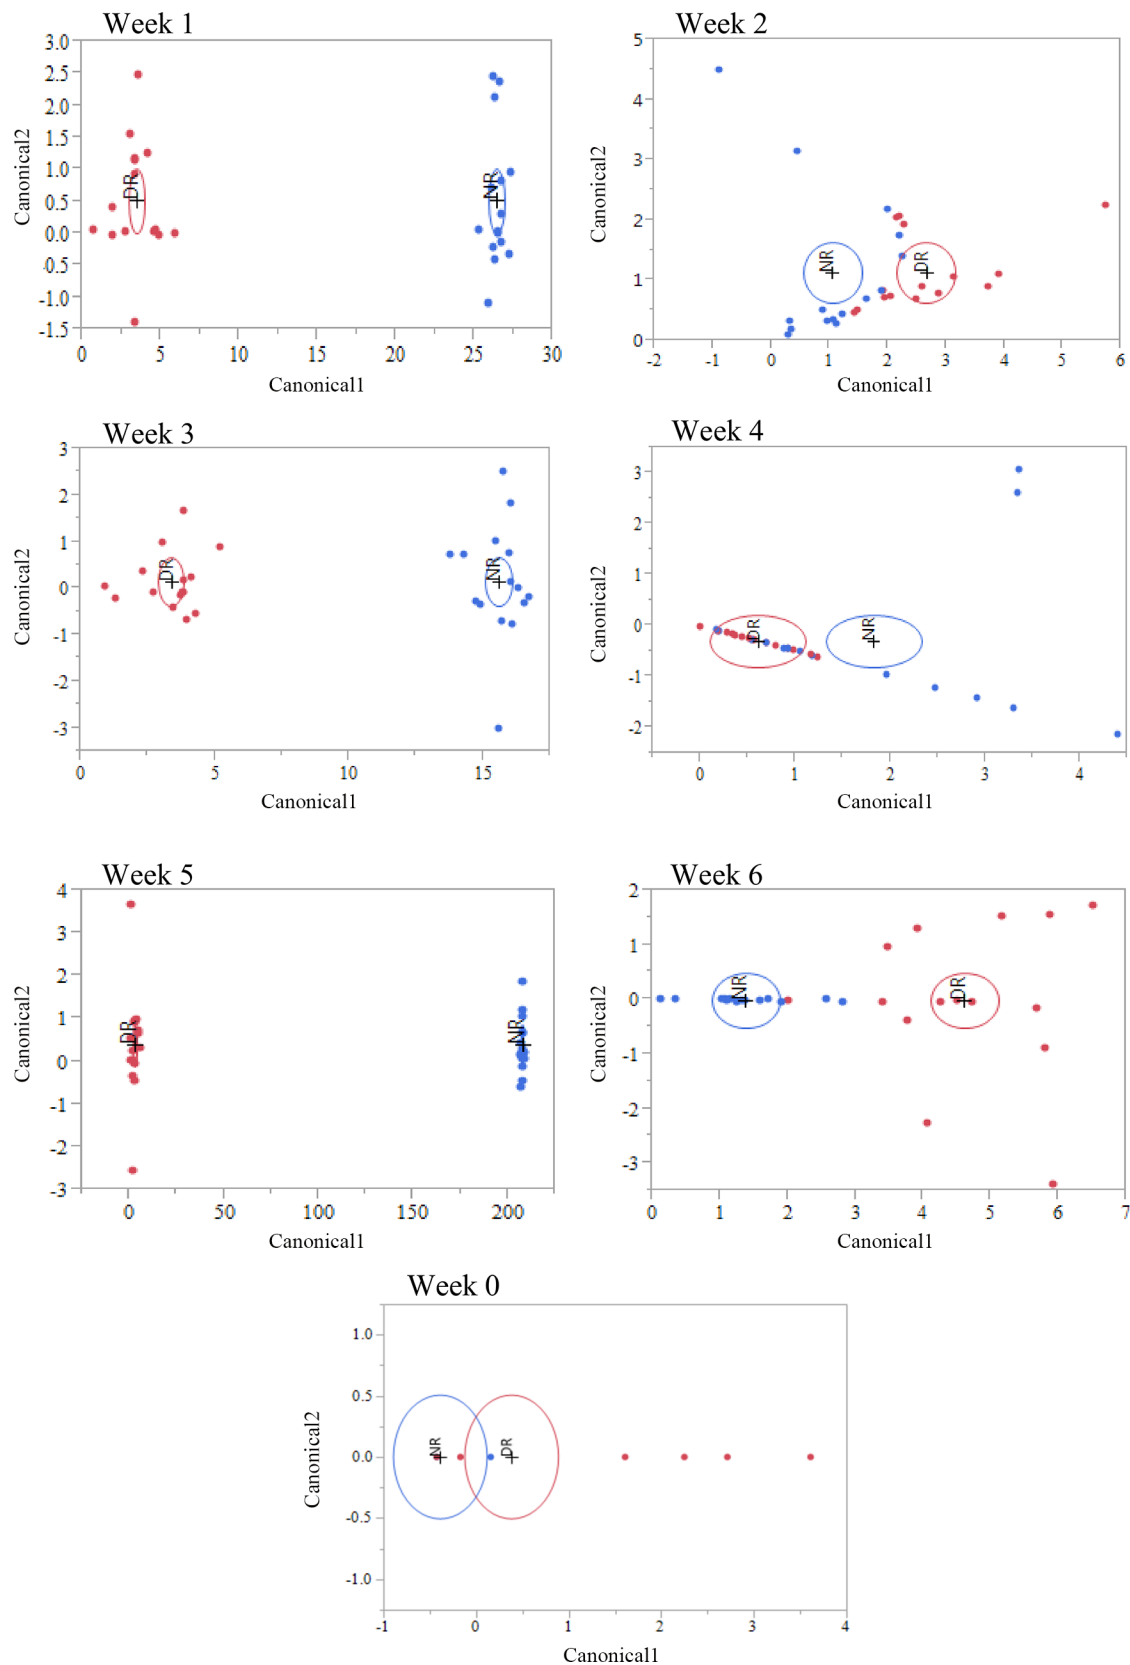 Week 1
3.0
2.5
2.0
1.5
1.0
0.5
0.0
-0.5
-1.0
-1.5
Canonical2
DR
NR
0 5 10 15 20 25 30
Canonical1
Week 2
5
4
3
2
1
0
Canonical2
NR
DR
-2 -1 0 1 2 3 4 5 6
Canonical1
Week 3
3
2
1
0
-1
-2
-3
Canonical2
DR
NR
0 5 10 15
Canonical1
Week 4
3
2
1
0
-1
-2
Canonical2
DR
NR
0 1 2 3 4
Canonical1
Week 5
4
3
2
1
0
-1
-2
-3
Canonical2
DR
NR
0 50 100 150 200
Canonical1
Week 6
2
1
0
-1
-2
-3
Canonical2
NR
DR
0 1 2 3 4 5 6 7
Canonical1
Week 0
1.0
0.5
0.0
-0.5
-1.0
Canonical2
NR
DR
-1 0 1 2 3 4
Canonical1